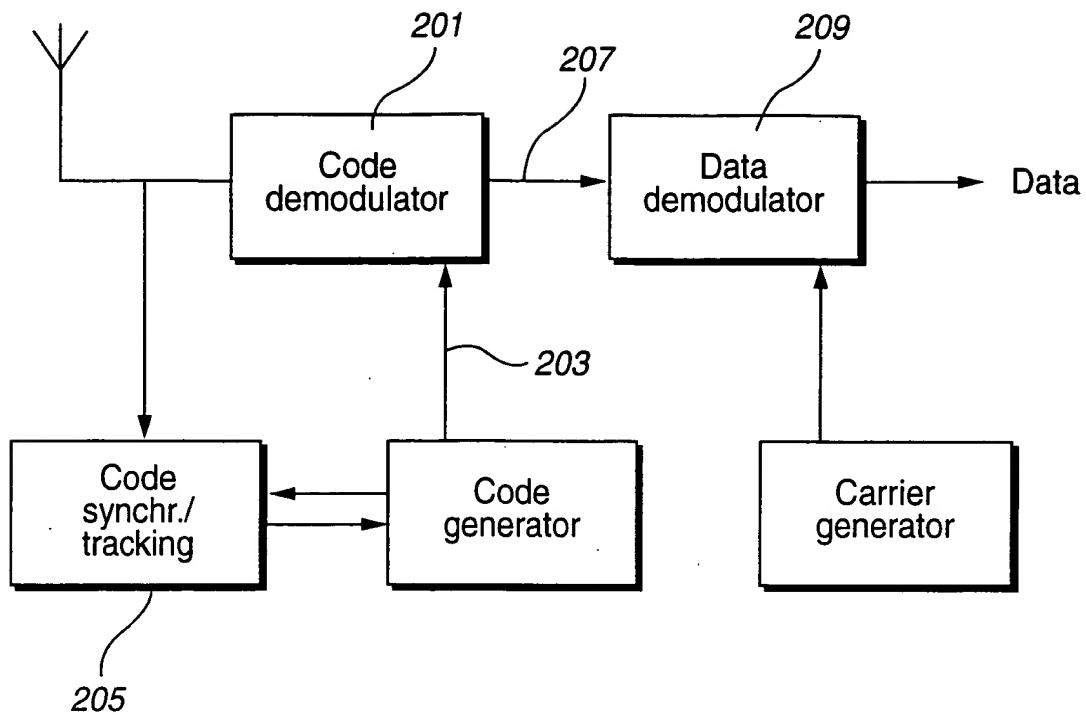 201
207
209
Code
demodulator
Data
demodulator
Data
203
Code
synchr./
tracking
Code
generator
Carrier
generator
205